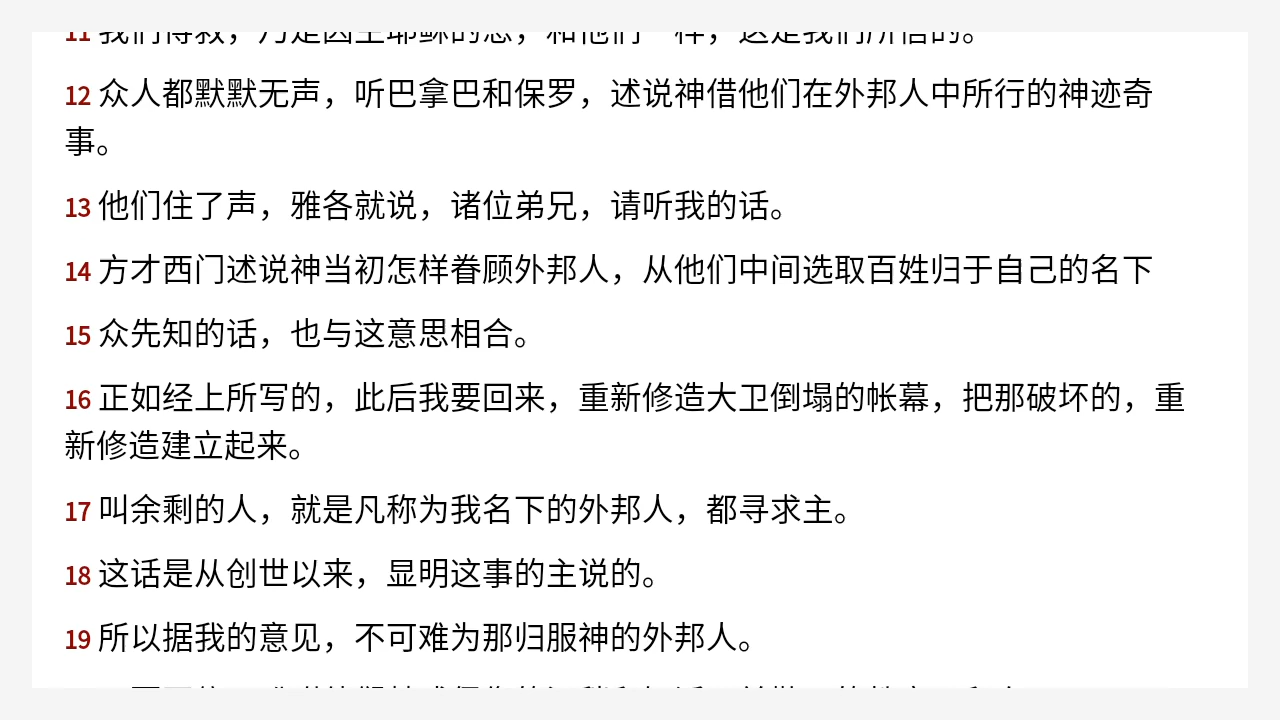 11 我们得救，乃是因主耶稣的恩，和他们一样，这是我们所信的。
12 众人都默默无声，听巴拿巴和保罗，述说神借他们在外邦人中所行的神迹奇
事。
13 他们住了声，雅各就说，诸位弟兄，请听我的话。
14 方才西门述说神当初怎样眷顾外邦人，从他们中间选取百姓归于自己的名下
15 众先知的话，也与这意思相合。
16 正如经上所写的，此后我要回来，重新修造大卫倒塌的帐幕，把那破坏的，重
新修造建立起来。
17 叫余剩的人，就是凡称为我名下的外邦人，都寻求主。
18 这话是从创世以来，显明这事的主说的。
19 所以据我的意见，不可难为那归服神的外邦人。